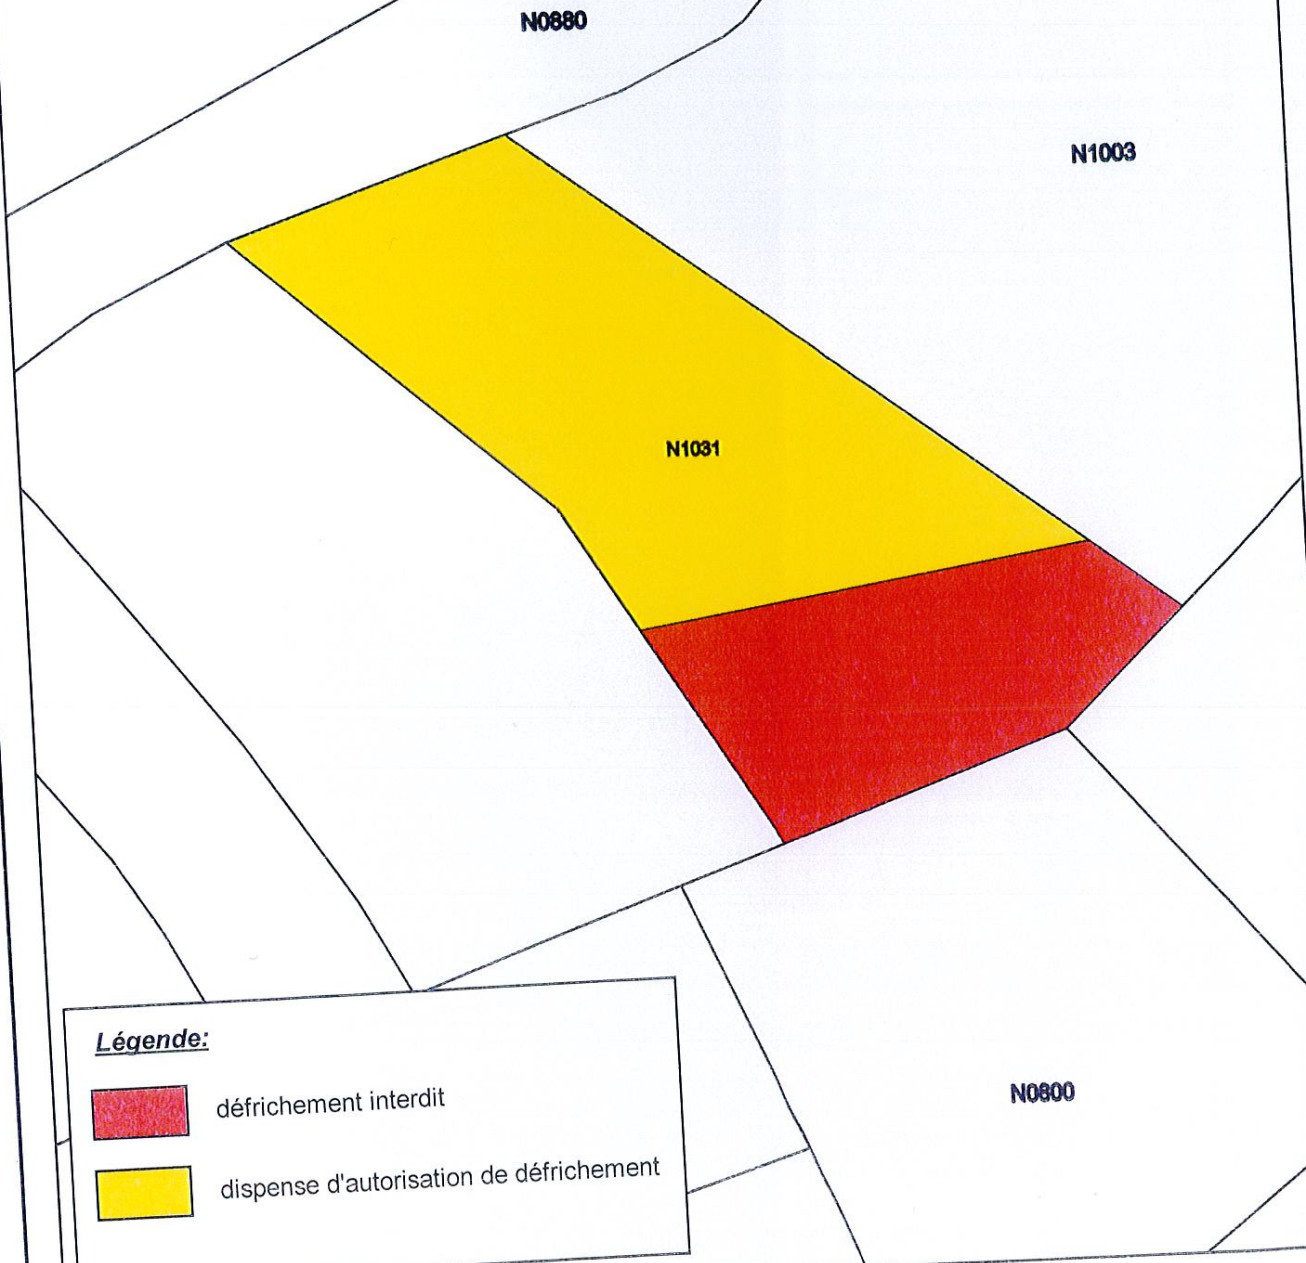 N0880
N1003
N1031
N0800
Légende:
défrichement interdit
dispense d'autorisation de défrichement